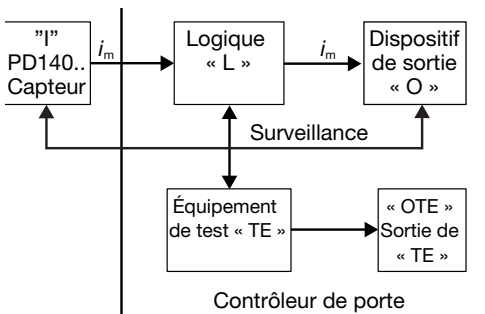 "I"
PD140..
Capteur
im
Logique
« L »
im
Dispositif
de sortie
« O »
Surveillance
Équipement
de test « TE »
« OTE »
Sortie de
« TE »
Contrôleur de porte